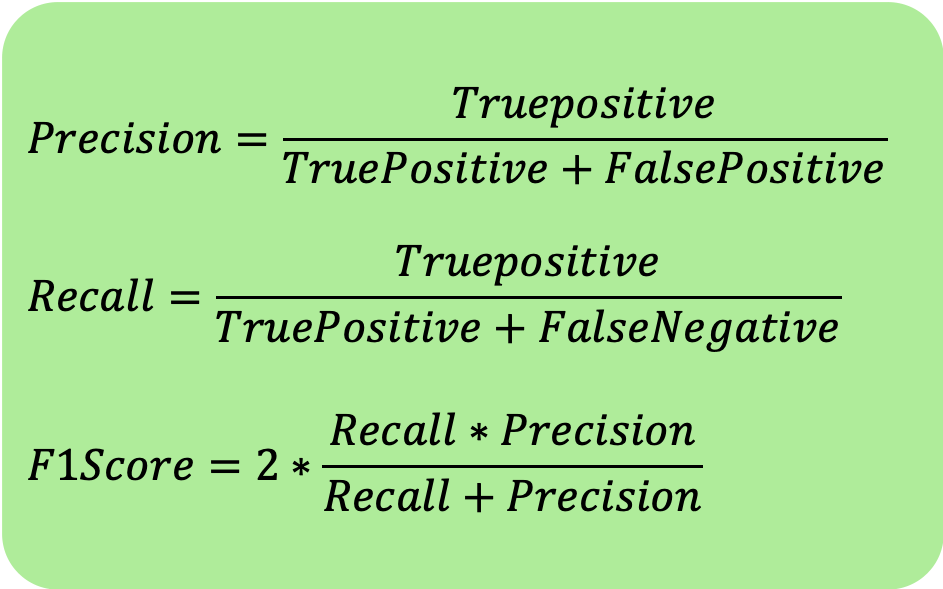 Precision = Truepositive / TruePositive + FalsePositive
Recall = Truepositive / TruePositive + FalseNegative
F1Score = 2 * Recall * Precision / Recall + Precision